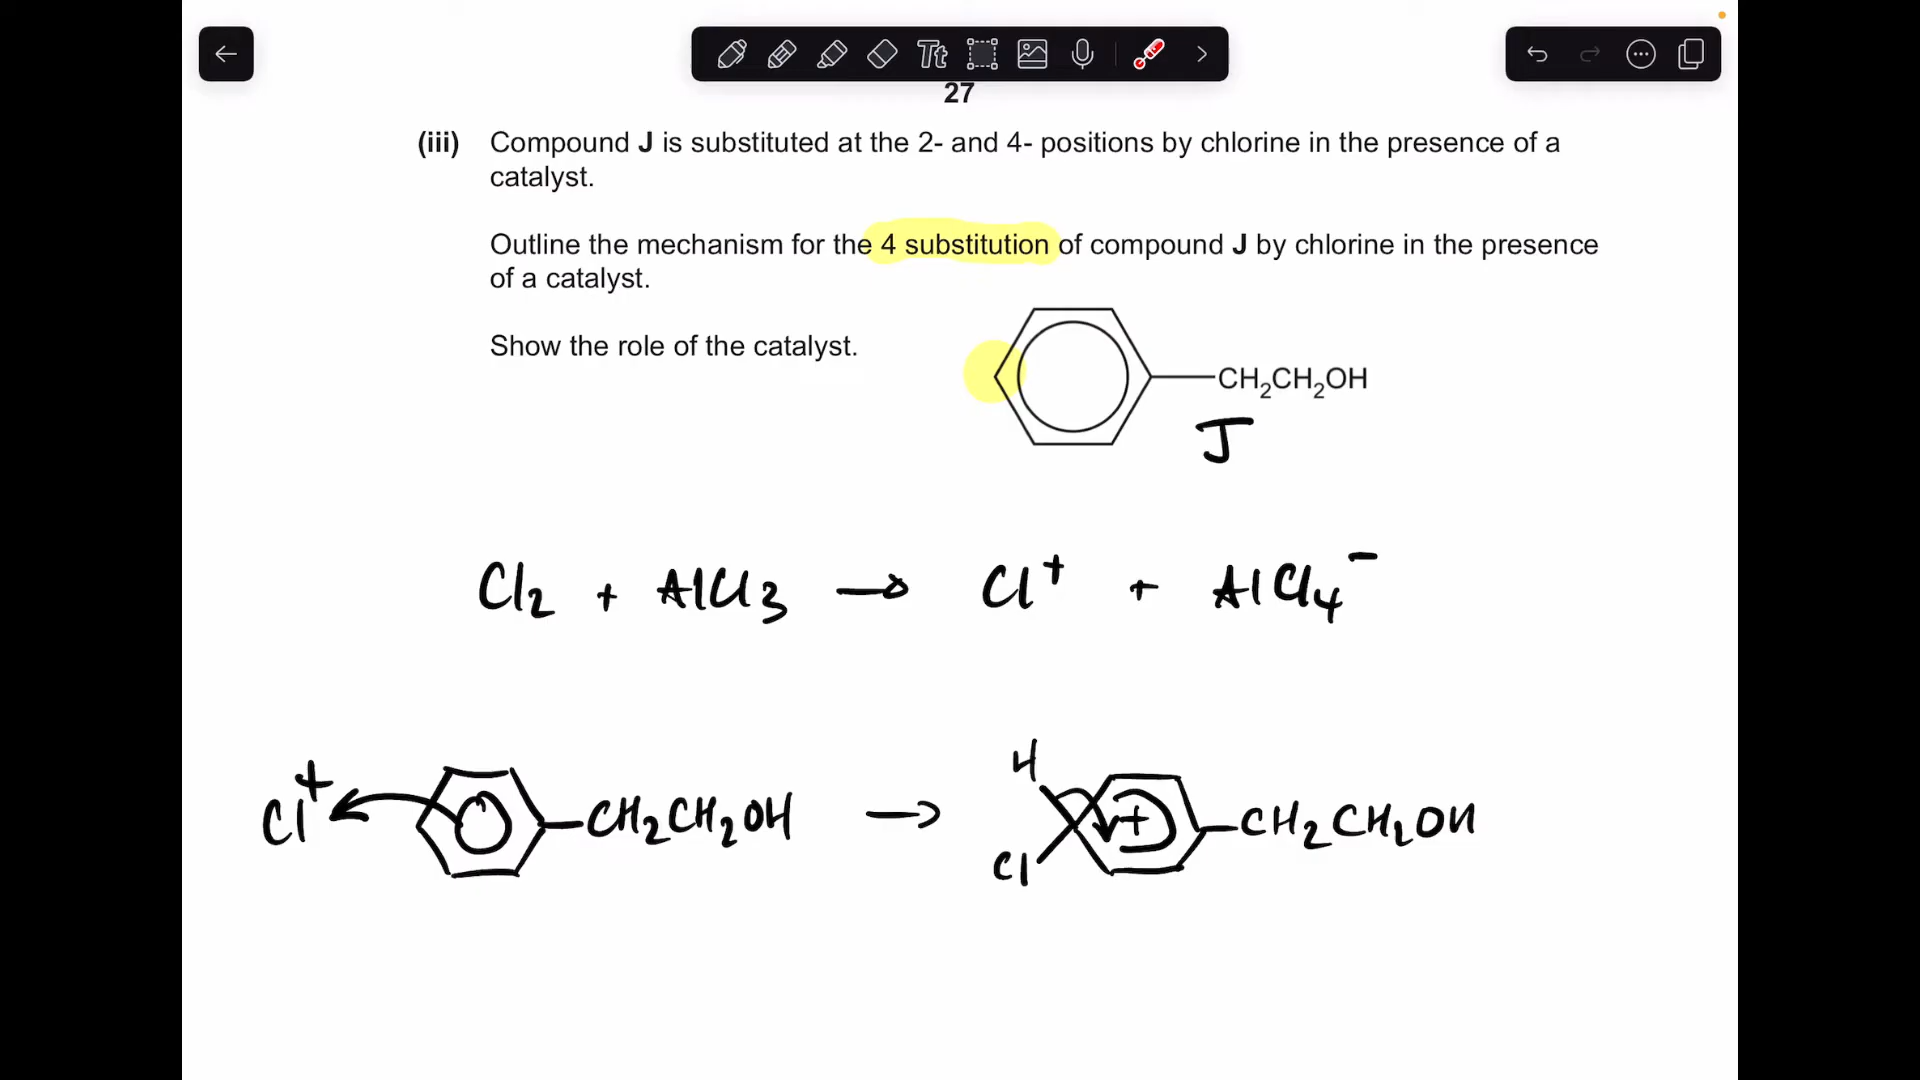 Tt
27
(iii) Compound J is substituted at the 2- and 4- positions by chlorine in the presence of a
catalyst.
Outline the mechanism for the 4 substitution of compound J by chlorine in the presence
of a catalyst.
Show the role of the catalyst.
CH₂CH₂OH
J
Cl₂ + AlCl₃ → Cl⁺ + AlCl₄⁻
H
Cl⁺ CH₂CH₂OH → + CH₂CH₂OH
Cl